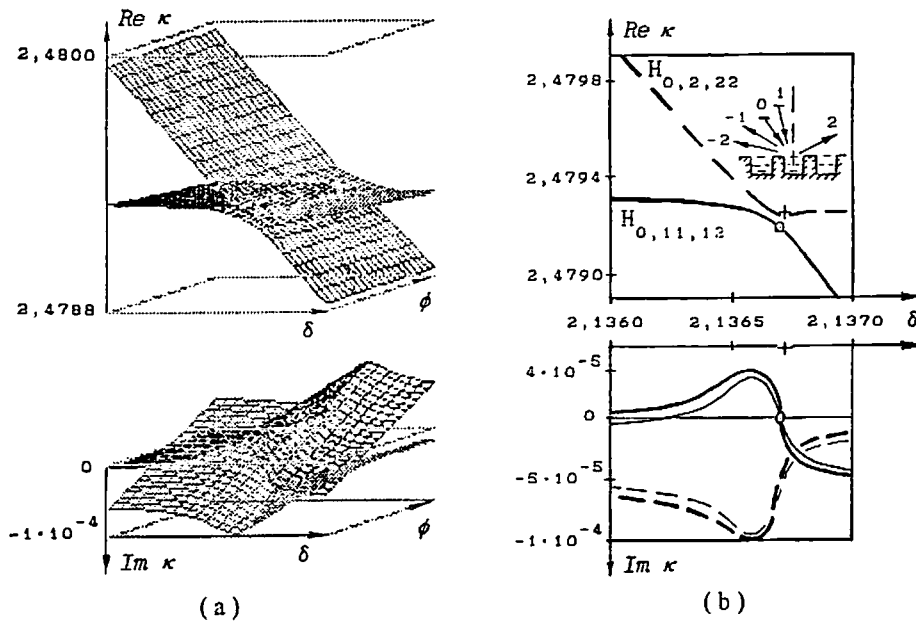 Re κ
2,4800
2,4788
δ
ϕ
0
-1·10⁻⁴
δ
ϕ
Im κ
(a)
Re κ
2,4798
H₀,₂,₂₂
-2
-1
0
1
2
2,4794
H₀,₁₁,₁₂
2,4790
2,1360
2,1365
2,1370
δ
4·10⁻⁵
0
-5·10⁻⁵
-1·10⁻⁴
Im κ
(b)